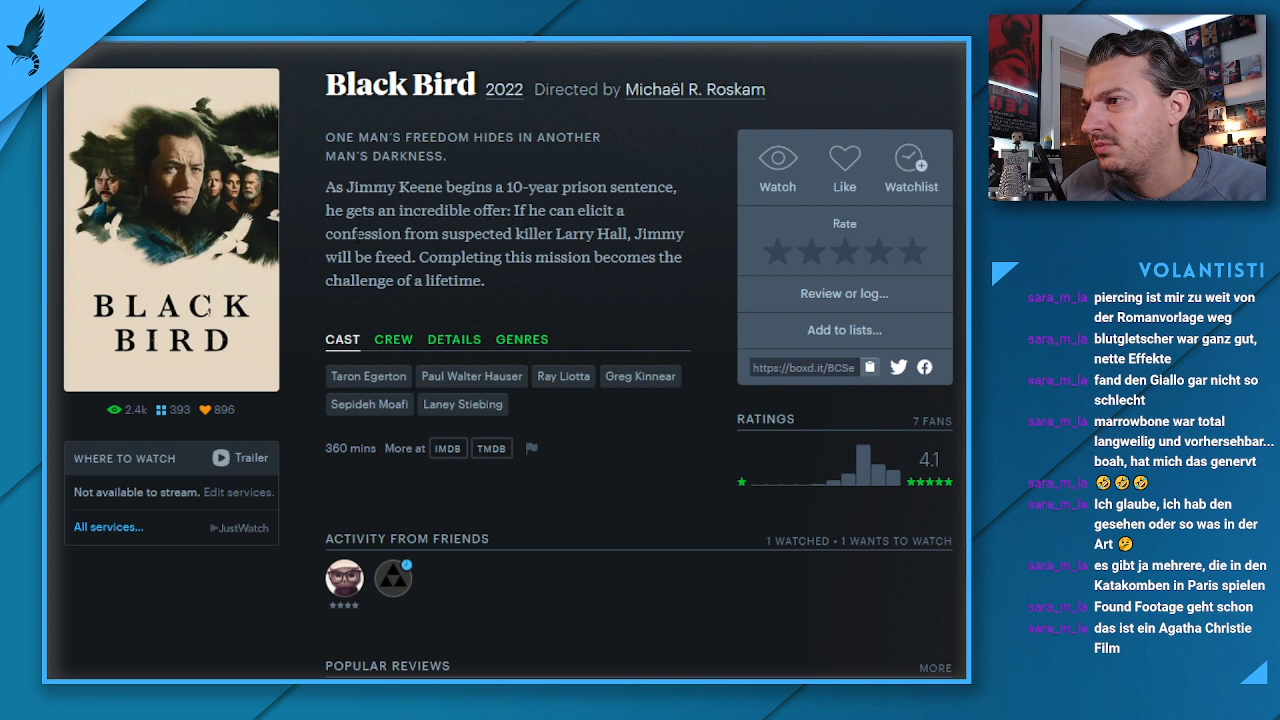 Black Bird 2022 Directed by Michaël R. Roskam
ONE MAN'S FREEDOM HIDES IN ANOTHER
MAN'S DARKNESS.
As Jimmy Keene begins a 10-year prison sentence,
he gets an incredible offer: If he can elicit a
confession from suspected killer Larry Hall, Jimmy
will be freed. Completing this mission becomes the
challenge of a lifetime.
CAST CREW DETAILS GENRES
Taron Egerton Paul Walter Hauser Ray Liotta Greg Kinnear
Sepideh Moafi Laney Stiebing
360 mins More at IMDB TMDB
BLACK
BIRD
2.4k 393 896
WHERE TO WATCH Trailer
Not available to stream. Edit services.
All services... JustWatch
Watch Like Watchlist
Rate
Review or log...
Add to lists...
https://boxd.it/BCSe
RATINGS 7 FANS
4.1
ACTIVITY FROM FRIENDS 1 WATCHED • 1 WANTS TO WATCH
POPULAR REVIEWS MORE
VOLANTISTI
sara_m_la piercing ist mir zu weit von
der Romanvorlage weg
sara_m_la blutgletscher war ganz gut,
nette Effekte
sara_m_la fand den Giallo gar nicht so
schlecht
sara_m_la marrowbone war total
langweilig und vorhersehbar...
boah, hat mich das genervt
sara_m_la 🤣🤣🤣
sara_m_la Ich glaube, ich hab den
gesehen oder so was in der
Art 🤔
sara_m_la es gibt ja mehrere, die in den
Katakomben in Paris spielen
sara_m_la Found Footage geht schon
sara_m_la das ist ein Agatha Christie
Film